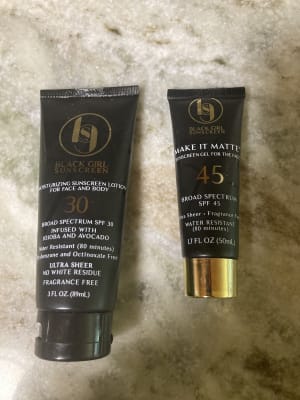 BLACK GIRL
SUNSCREEN
MOISTURIZING SUNSCREEN LOTION
FOR FACE AND BODY
30
BROAD SPECTRUM SPF 30
INFUSED WITH
JOJOBA AND AVOCADO
Water Resistant (80 minutes)
Oxybenzone and Octinoxate Free
ULTRA SHEER
NO WHITE RESIDUE
FRAGRANCE FREE
3 FL OZ. (89mL)
BLACK GIRL
SUNSCREEN
MAKE IT MATTE
SUNSCREEN GEL FOR THE FACE
45
BROAD SPECTRUM
SPF 45
Ultra Sheer • Fragrance Free
WATER RESISTANT
(80 minutes)
1.7 FL OZ (50mL)